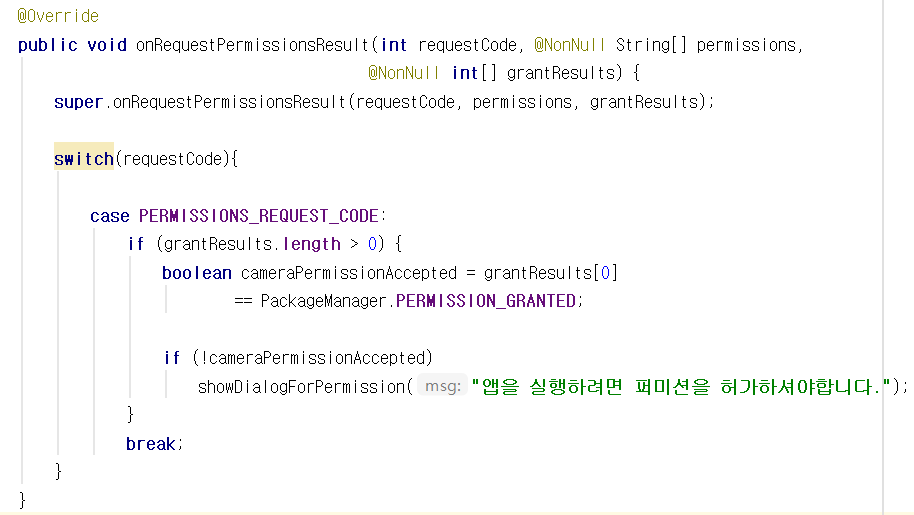 @Override
public void onRequestPermissionsResult(int requestCode, @NonNull String[] permissions,
@NonNull int[] grantResults) {
super.onRequestPermissionsResult(requestCode, permissions, grantResults);
switch(requestCode){
case PERMISSIONS_REQUEST_CODE:
if (grantResults.length > 0) {
boolean cameraPermissionAccepted = grantResults[0]
== PackageManager.PERMISSION_GRANTED;
if (!cameraPermissionAccepted)
showDialogForPermission( msg: "앱을 실행하려면 퍼미션을 허가하셔야합니다.");
}
break;
}
}